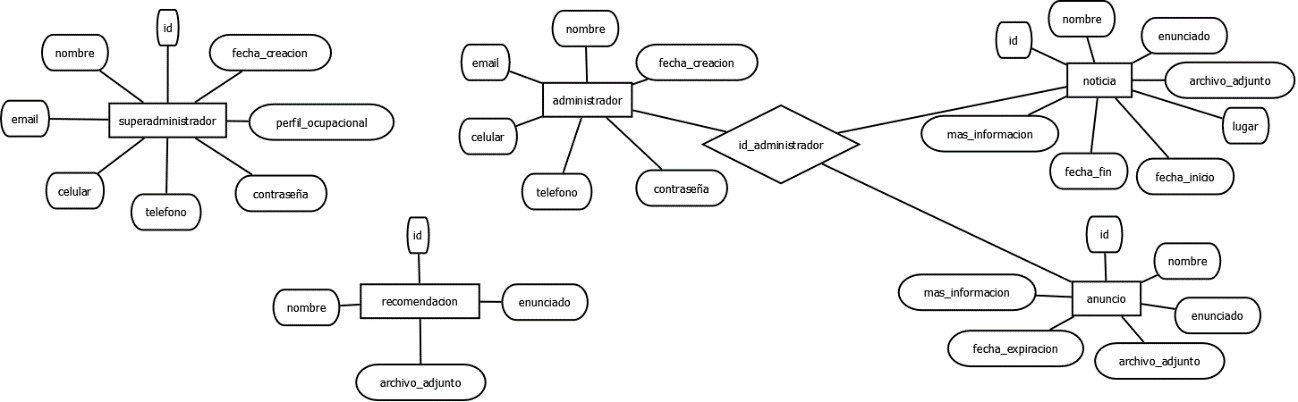 id
nombre
fecha_creacion
email
superadministrador
perfil_ocupacional
celular
telefono
contraseña
nombre
email
fecha_creacion
administrador
celular
telefono
contraseña
id_administrador
nombre
id
enunciado
noticia
archivo_adjunto
mas_informacion
lugar
fecha_fin
fecha_inicio
id
nombre
recomendacion
enunciado
archivo_adjunto
id
nombre
mas_informacion
anuncio
enunciado
fecha_expiracion
archivo_adjunto